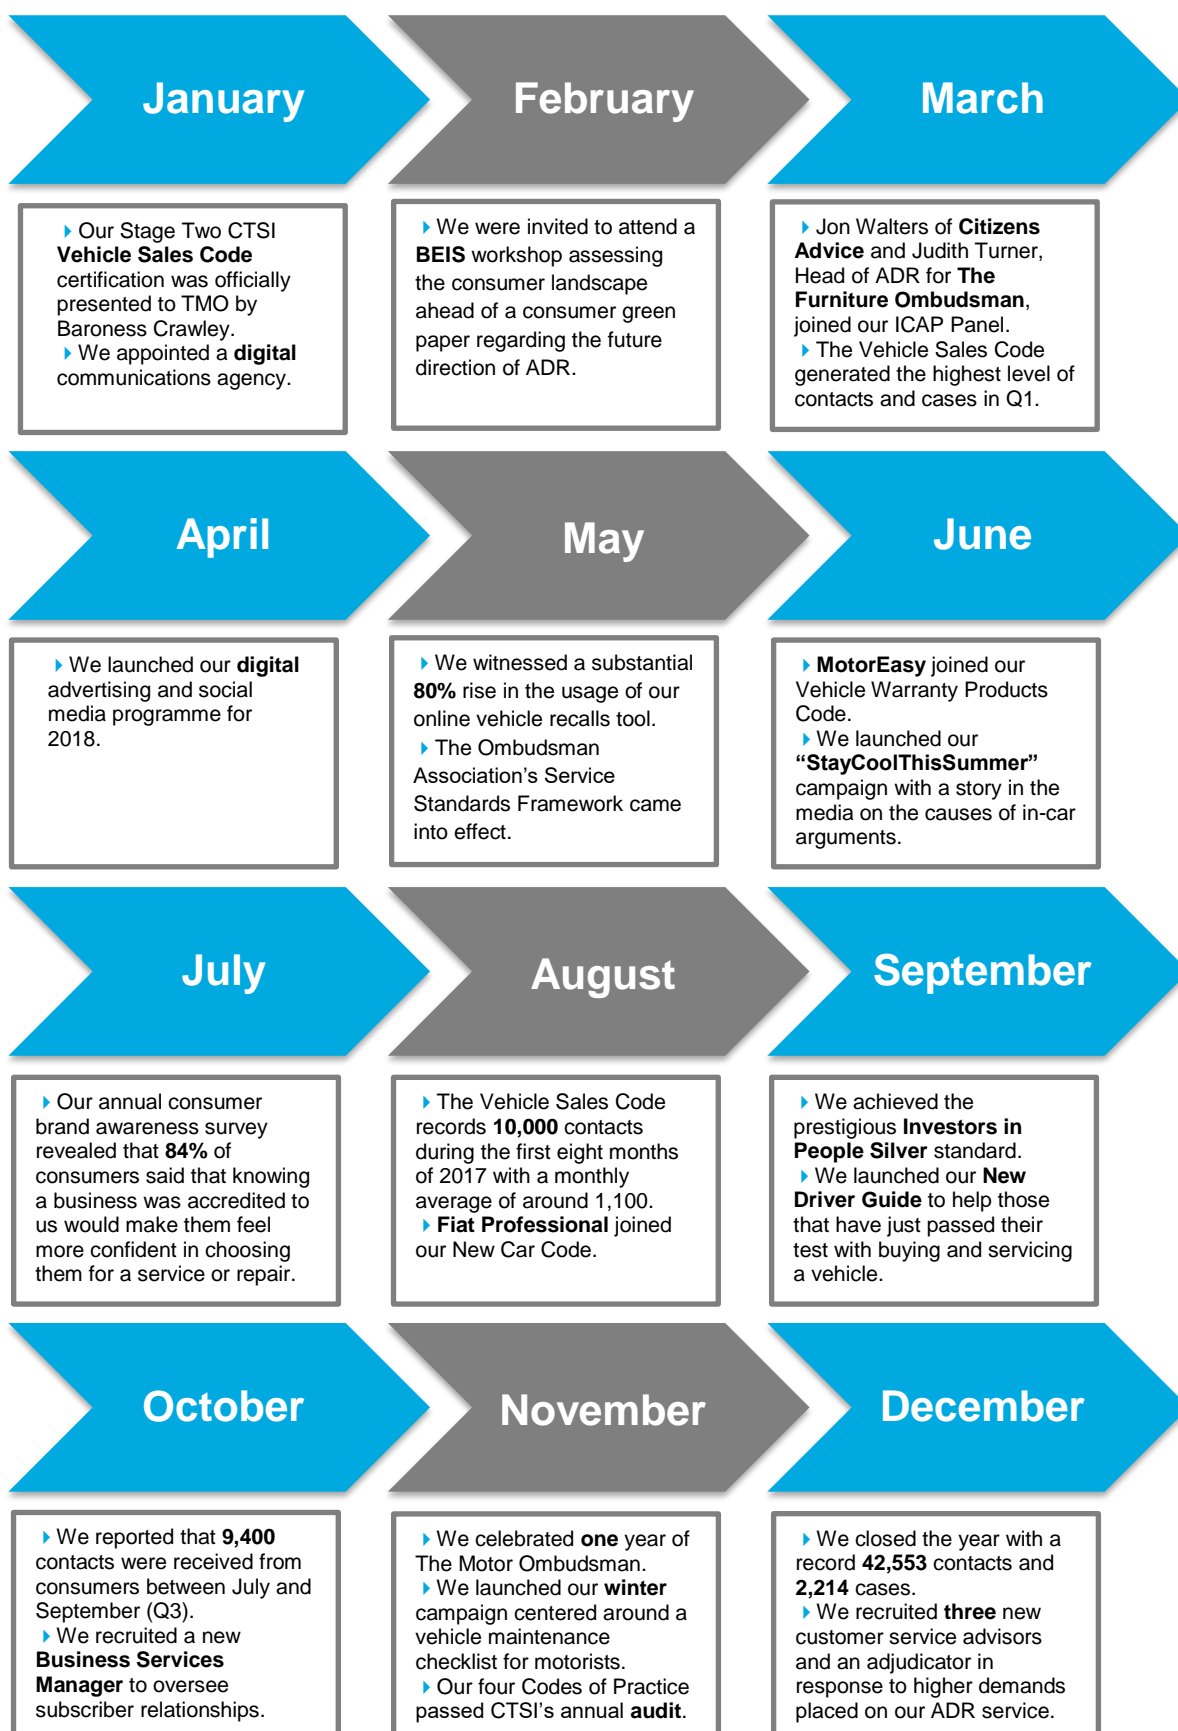 January
February
March
Our Stage Two CTSI
Vehicle Sales Code
certification was officially
presented to TMO by
Baroness Crawley.
We appointed a digital
communications agency.
We were invited to attend a
BEIS workshop assessing
the consumer landscape
ahead of a consumer green
paper regarding the future
direction of ADR.
Jon Walters of Citizens
Advice and Judith Turner,
Head of ADR for The
Furniture Ombudsman,
joined our ICAP Panel.
The Vehicle Sales Code
generated the highest level of
contacts and cases in Q1.
April
May
June
We launched our digital
advertising and social
media programme for
2018.
We witnessed a substantial
80% rise in the usage of our
online vehicle recalls tool.
The Ombudsman
Association's Service
Standards Framework came
into effect.
MotorEasy joined our
Vehicle Warranty Products
Code.
We launched our
“StayCoolThisSummer”
campaign with a story in the
media on the causes of in-car
arguments.
July
August
September
Our annual consumer
brand awareness survey
revealed that 84% of
consumers said that knowing
a business was accredited to
us would make them feel
more confident in choosing
them for a service or repair.
The Vehicle Sales Code
records 10,000 contacts
during the first eight months
of 2017 with a monthly
average of around 1,100.
Fiat Professional joined
our New Car Code.
We achieved the
prestigious Investors in
People Silver standard.
We launched our New
Driver Guide to help those
that have just passed their
test with buying and servicing
a vehicle.
October
November
December
We reported that 9,400
contacts were received from
consumers between July and
September (Q3).
We recruited a new
Business Services
Manager to oversee
subscriber relationships.
We celebrated one year of
The Motor Ombudsman.
We launched our winter
campaign centered around a
vehicle maintenance
checklist for motorists.
Our four Codes of Practice
passed CTSI's annual audit.
We closed the year with a
record 42,553 contacts and
2,214 cases.
We recruited three new
customer service advisors
and an adjudicator in
response to higher demands
placed on our ADR service.